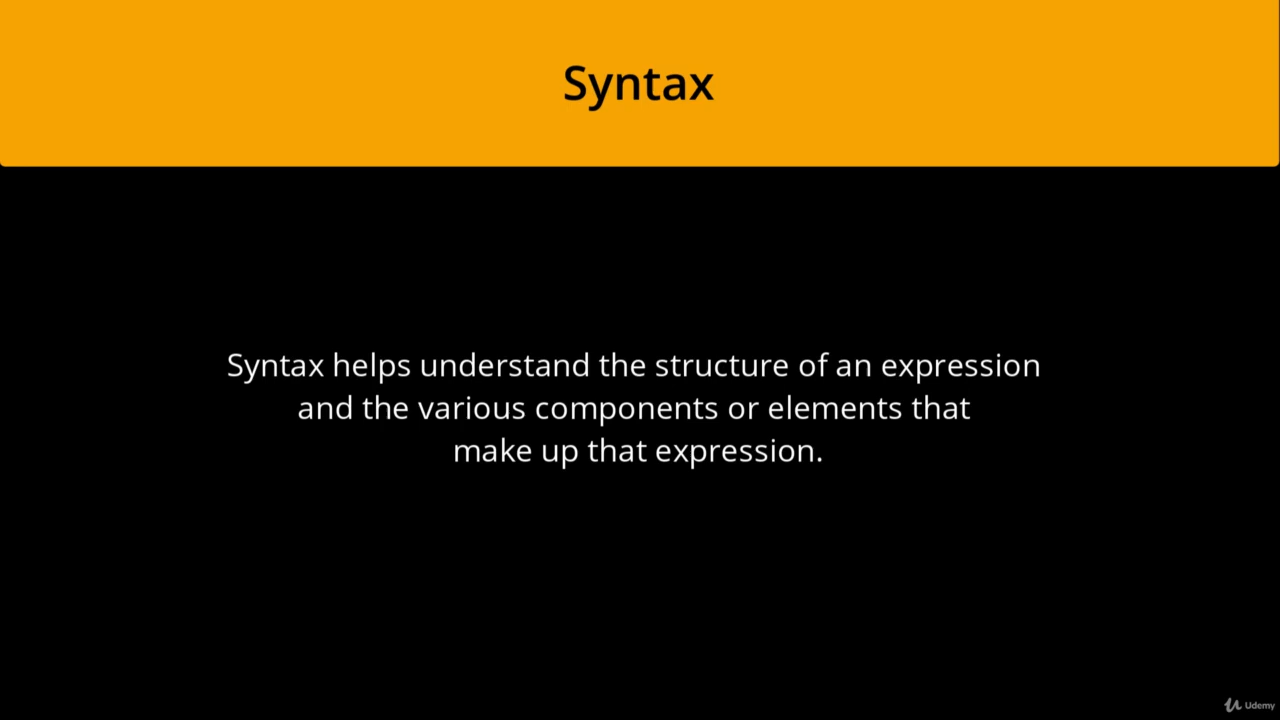 Syntax
Syntax helps understand the structure of an expression
and the various components or elements that
make up that expression.
Udemy